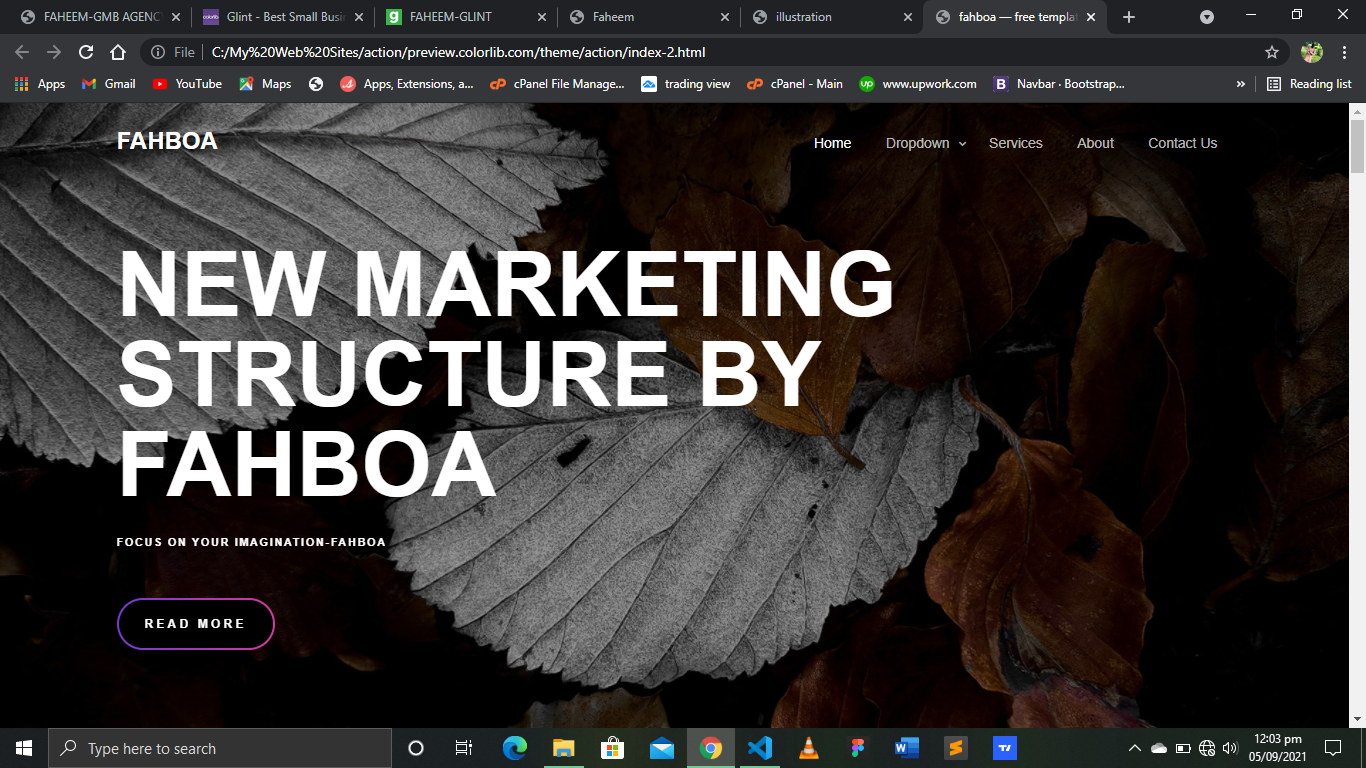 FAHEEM-GMB AGENC
Glint - Best Small Busi
FAHEEM-GLINT
Faheem
illustration
fahboa — free templa
File
C:/My%20Web%20Sites/action/preview.colorlib.com/theme/action/index-2.html
Apps
Gmail
YouTube
Maps
Apps, Extensions, a...
cPanel File Manage...
trading view
cPanel - Main
www.upwork.com
Navbar · Bootstrap...
»
Reading list
FAHBOA
Home
Dropdown
Services
About
Contact Us
NEW MARKETING
STRUCTURE BY
FAHBOA
FOCUS ON YOUR IMAGINATION-FAHBOA
READ MORE
Type here to search
12:03 pm
05/09/2021